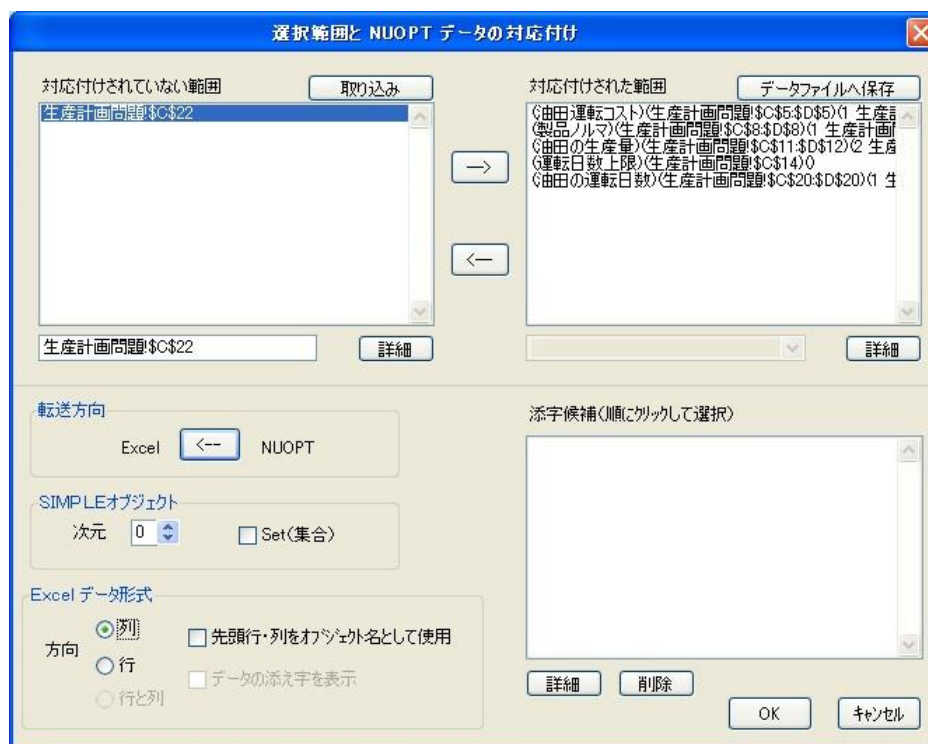 選択範囲と NUOPT データの対応付け
対応付けされていない範囲
取り込み
対応付けされた範囲
データファイルへ保存
生産計画問題!$C$22
(油田運転コスト)(生産計画問題!$C$5:$D$5)(1 生産計
(製品ノルマ)(生産計画問題!$C$8:$D$8)(1 生産計画
(油田の生産量)(生産計画問題!$C$11:$D$12)(2 生産
(運転日数上限)(生産計画問題!$C$14)0
(油田の運転日数)(生産計画問題!$C$20:$D$20)(1 生
-->
<--
生産計画問題!$C$22
詳細
詳細
転送方向
Excel <-- NUOPT
添字候補(順にクリックして選択)
SIMPLEオブジェクト
次元 0 Set(集合)
Excel データ形式
方向
列
行
行と列
先頭行・列をオブジェクト名として使用
データの添え字を表示
詳細
削除
OK
キャンセル